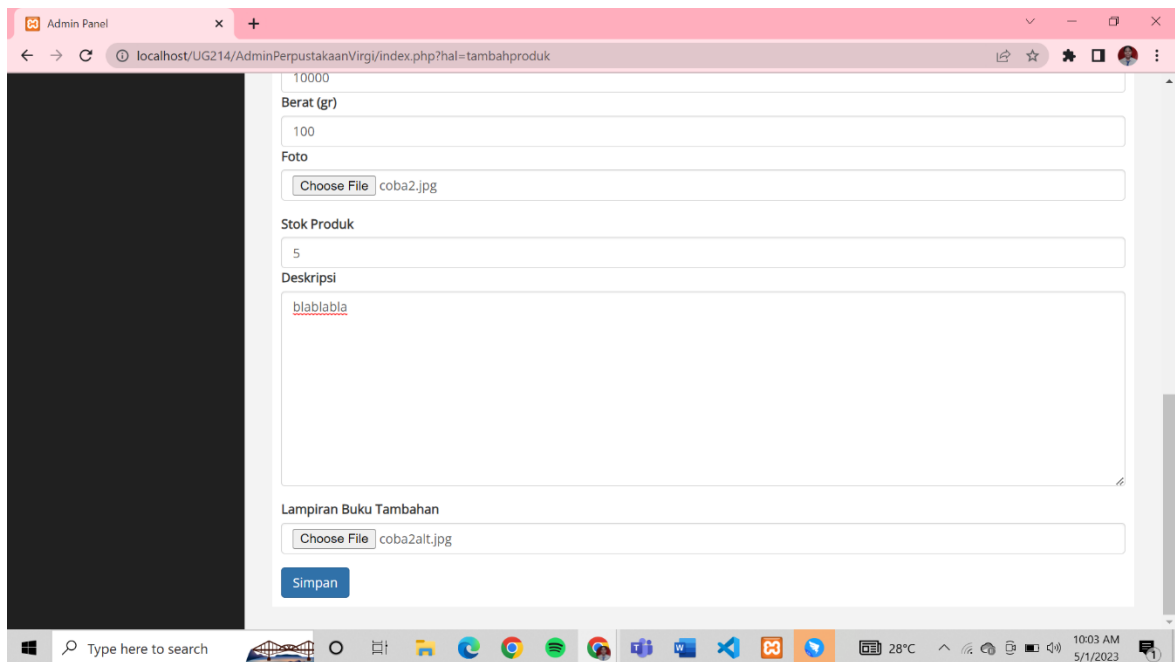 Admin Panel
localhost/UG214/AdminPerpustakaanVirgi/index.php?hal=tambahproduk
10000
Berat (gr)
100
Foto
Choose File coba2.jpg
Stok Produk
5
Deskripsi
blablabla
Lampiran Buku Tambahan
Choose File coba2alt.jpg
Simpan
Type here to search
28°C
10:03 AM
5/1/2023
1